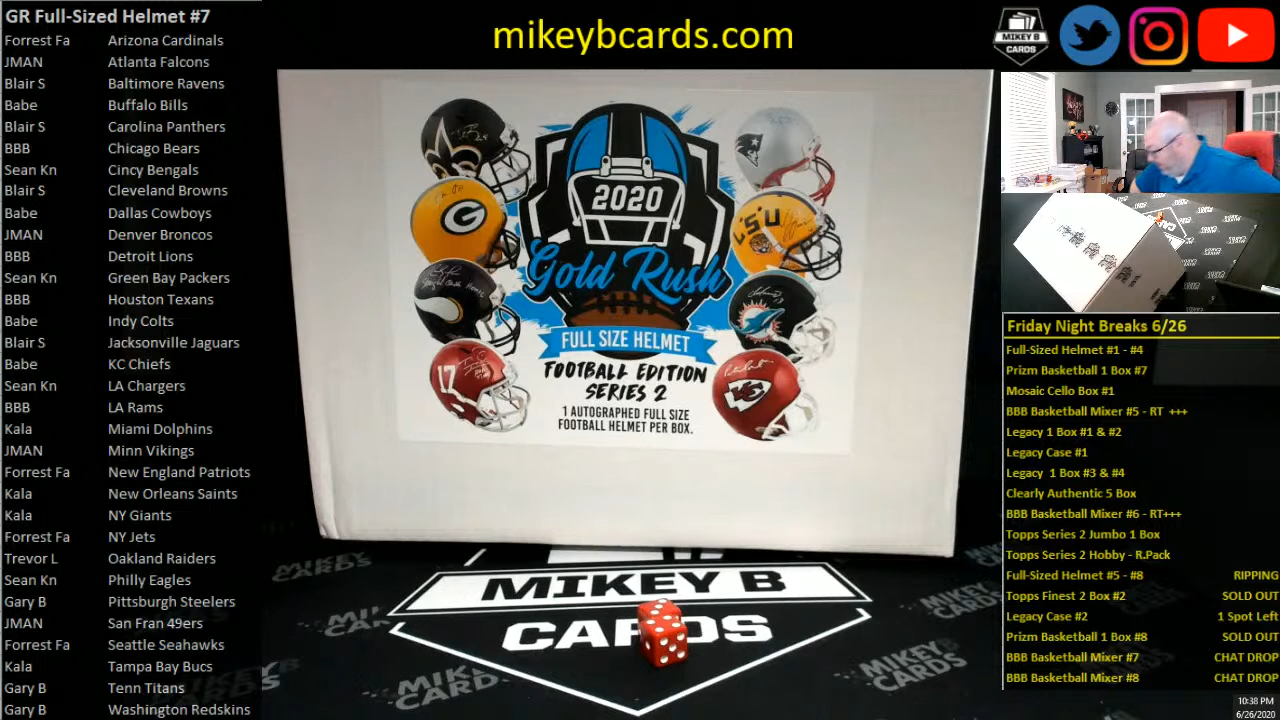 GR Full-Sized Helmet #7
Forrest Fa Arizona Cardinals
JMAN Atlanta Falcons
Blair S Baltimore Ravens
Babe Buffalo Bills
Blair S Carolina Panthers
BBB Chicago Bears
Sean Kn Cincy Bengals
Blair S Cleveland Browns
Babe Dallas Cowboys
JMAN Denver Broncos
BBB Detroit Lions
Sean Kn Green Bay Packers
BBB Houston Texans
Babe Indy Colts
Blair S Jacksonville Jaguars
Babe KC Chiefs
Sean Kn LA Chargers
BBB LA Rams
Kala Miami Dolphins
JMAN Minn Vikings
Forrest Fa New England Patriots
Kala New Orleans Saints
Kala NY Giants
Forrest Fa NY Jets
Trevor L Oakland Raiders
Sean Kn Philly Eagles
Gary B Pittsburgh Steelers
JMAN San Fran 49ers
Forrest Fa Seattle Seahawks
Kala Tampa Bay Bucs
Gary B Tenn Titans
Gary B Washington Redskins
mikeybcards.com
2020
Gold Rush
FULL SIZE HELMET
FOOTBALL EDITION
SERIES 2
1 AUTOGRAPHED FULL SIZE
FOOTBALL HELMET PER BOX.
G
LSU
17
KC
MIKEY B
CARDS
MIKEY B
CARDS
Friday Night Breaks 6/26
Full-Sized Helmet #1 - #4
Prizm Basketball 1 Box #7
Mosaic Cello Box #1
BBB Basketball Mixer #5 - RT +++
Legacy 1 Box #1 & #2
Legacy Case #1
Legacy 1 Box #3 & #4
Clearly Authentic 5 Box
BBB Basketball Mixer #6 - RT+++
Topps Series 2 Jumbo 1 Box
Topps Series 2 Hobby - R.Pack
Full-Sized Helmet #5 - #8 RIPPING
Topps Finest 2 Box #2 SOLD OUT
Legacy Case #2 1 Spot Left
Prizm Basketball 1 Box #8 SOLD OUT
BBB Basketball Mixer #7 CHAT DROP
BBB Basketball Mixer #8 CHAT DROP
10:38 PM
6/26/2020